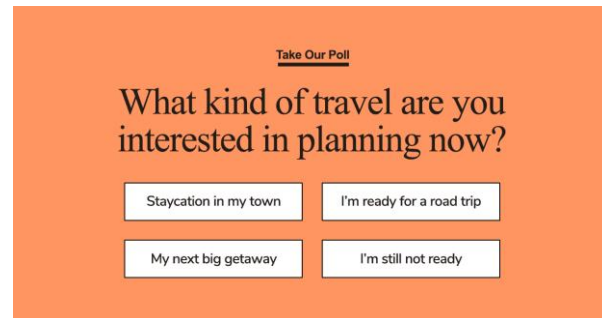 Take Our Poll
What kind of travel are you
interested in planning now?
Staycation in my town
I'm ready for a road trip
My next big getaway
I'm still not ready